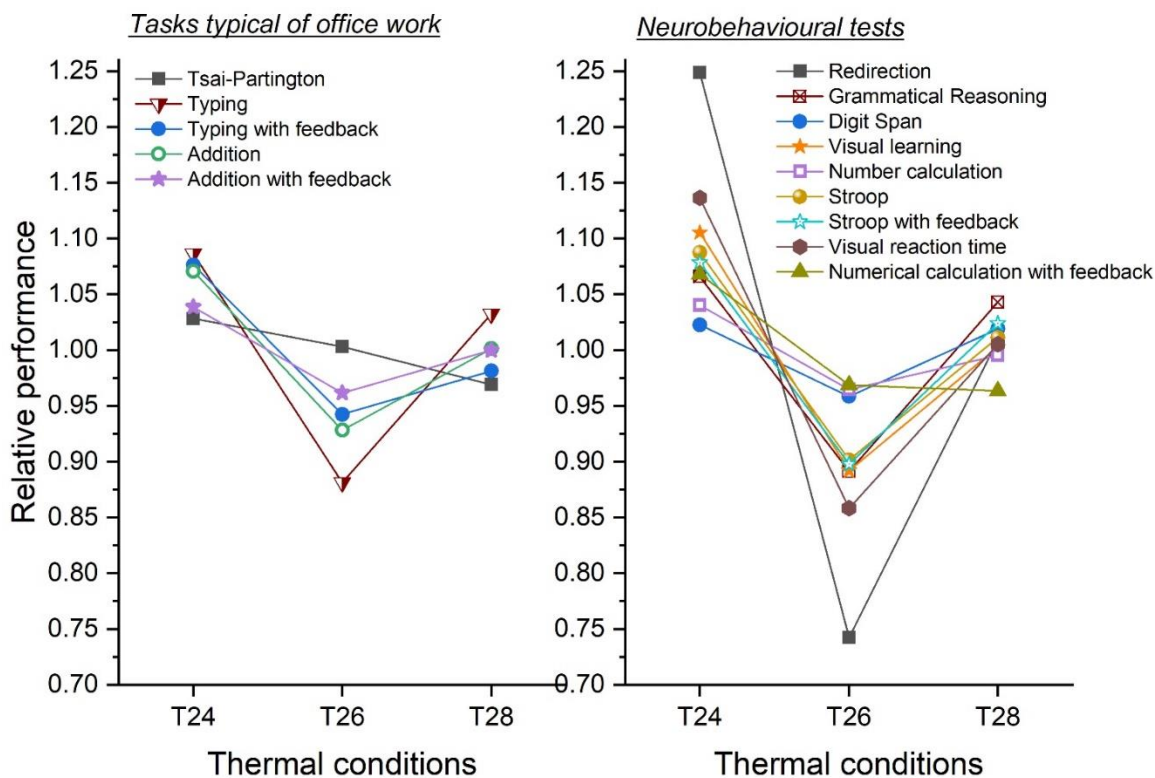 Tasks typical of office work
Tsai-Partington
Typing
Typing with feedback
Addition
Addition with feedback
1.25
1.20
1.15
1.10
1.05
1.00
0.95
0.90
0.85
0.80
0.75
0.70
Relative performance
T24 T26 T28
Thermal conditions
Neurobehavioural tests
Redirection
Grammatical Reasoning
Digit Span
Visual learning
Number calculation
Stroop
Stroop with feedback
Visual reaction time
Numerical calculation with feedback
1.25
1.20
1.15
1.10
1.05
1.00
0.95
0.90
0.85
0.80
0.75
0.70
T24 T26 T28
Thermal conditions